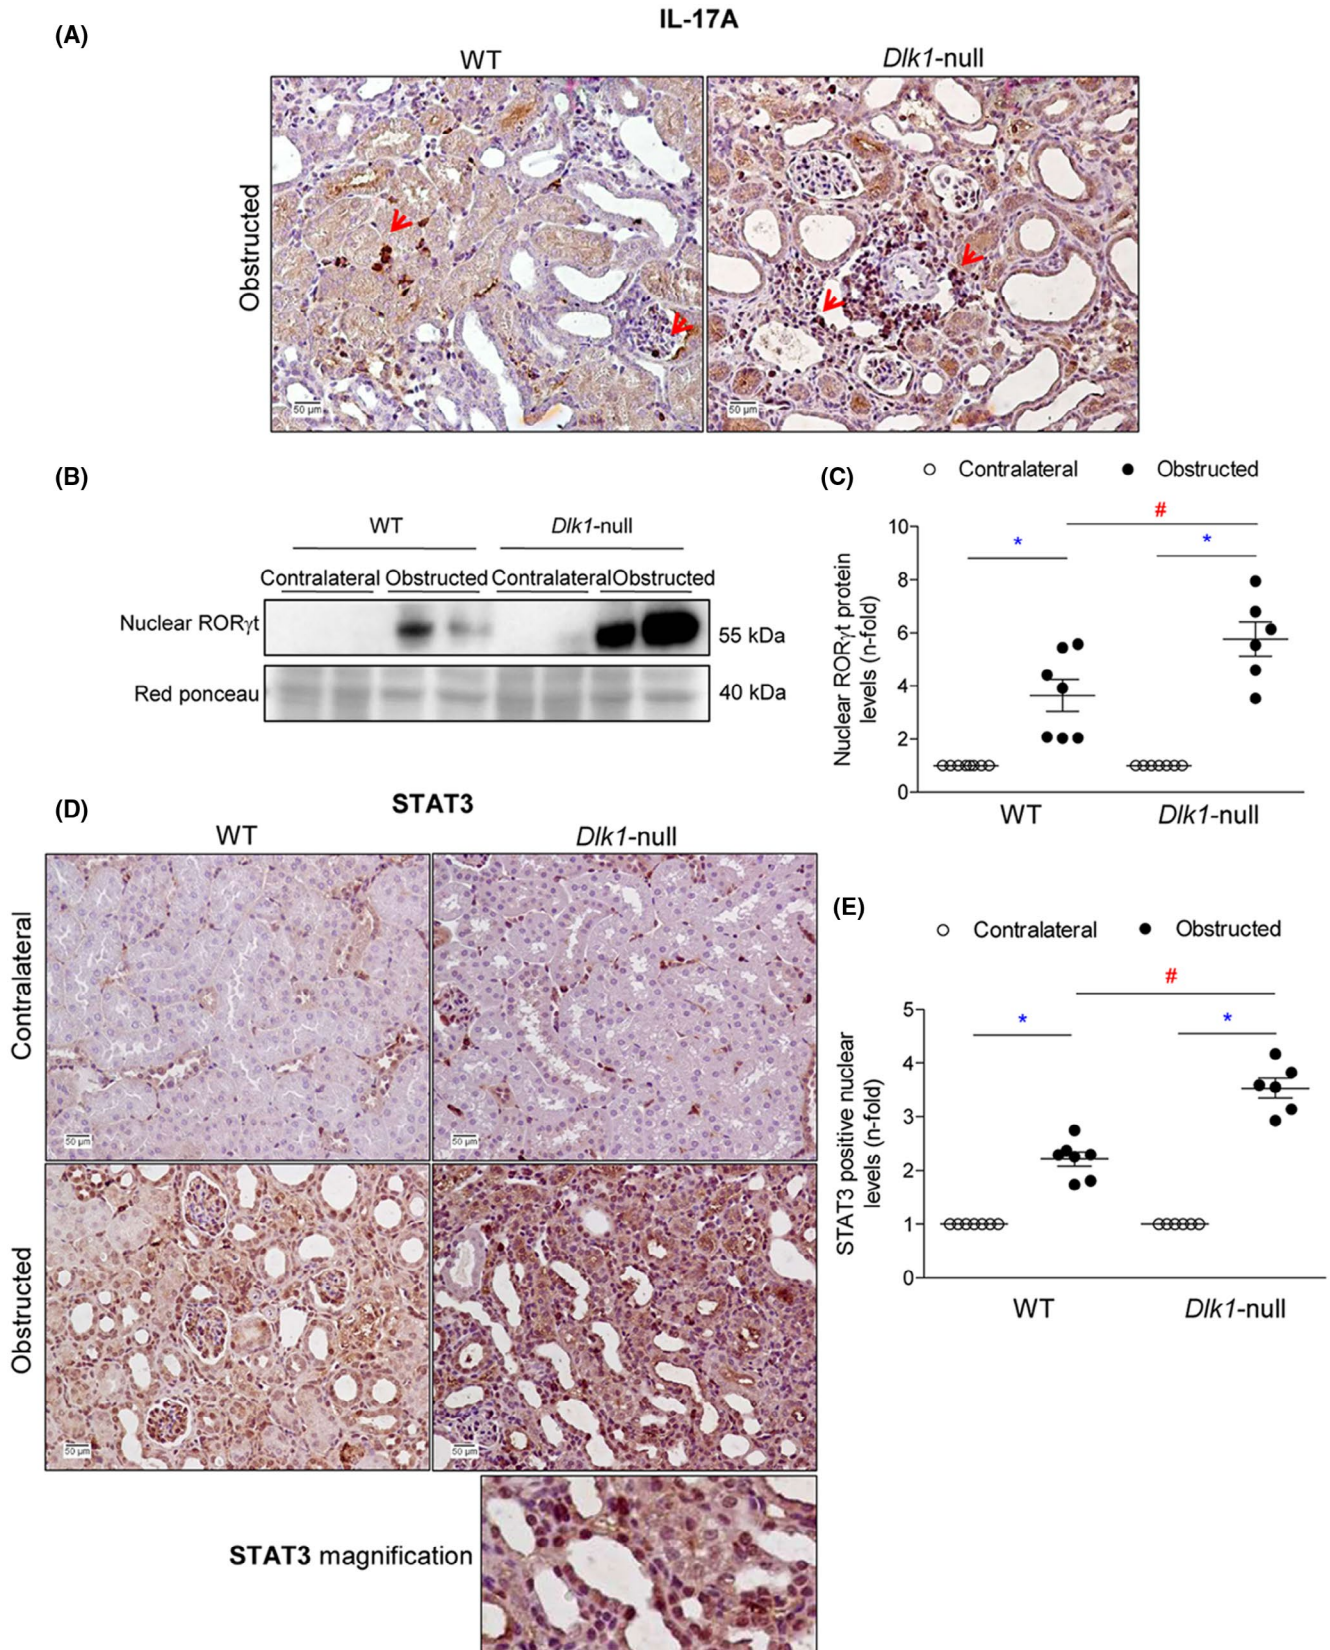 (A)
IL-17A
WT
Dlk1-null
Obstructed
50 µm
50 µm
(B)
WT
Dlk1-null
Contralateral
Obstructed
Contralateral
Obstructed
Nuclear RORγt
55 kDa
Red ponceau
40 kDa
(C)
Contralateral
Obstructed
#
*
*
10
8
6
4
2
0
Nuclear RORγt protein
levels (n-fold)
WT
Dlk1-null
(D)
STAT3
WT
Dlk1-null
Contralateral
50 µm
50 µm
Obstructed
50 µm
50 µm
STAT3 magnification
(E)
Contralateral
Obstructed
#
*
*
5
4
3
2
1
0
STAT3 positive nuclear
levels (n-fold)
WT
Dlk1-null